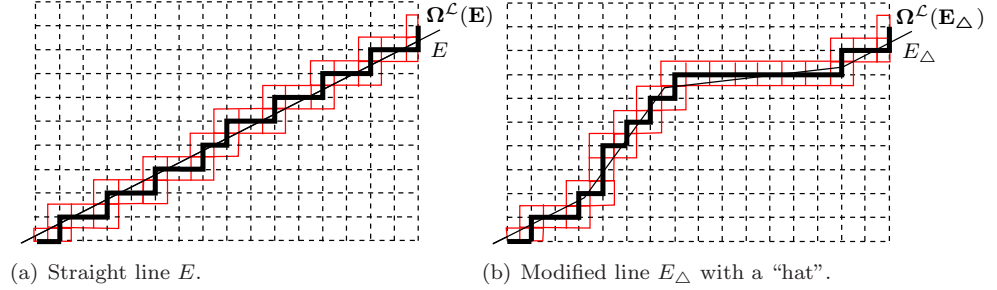 Ω^ℒ(E)
E
Ω^ℒ(E_△)
E_△
(a) Straight line E.
(b) Modified line E_△ with a “hat”.